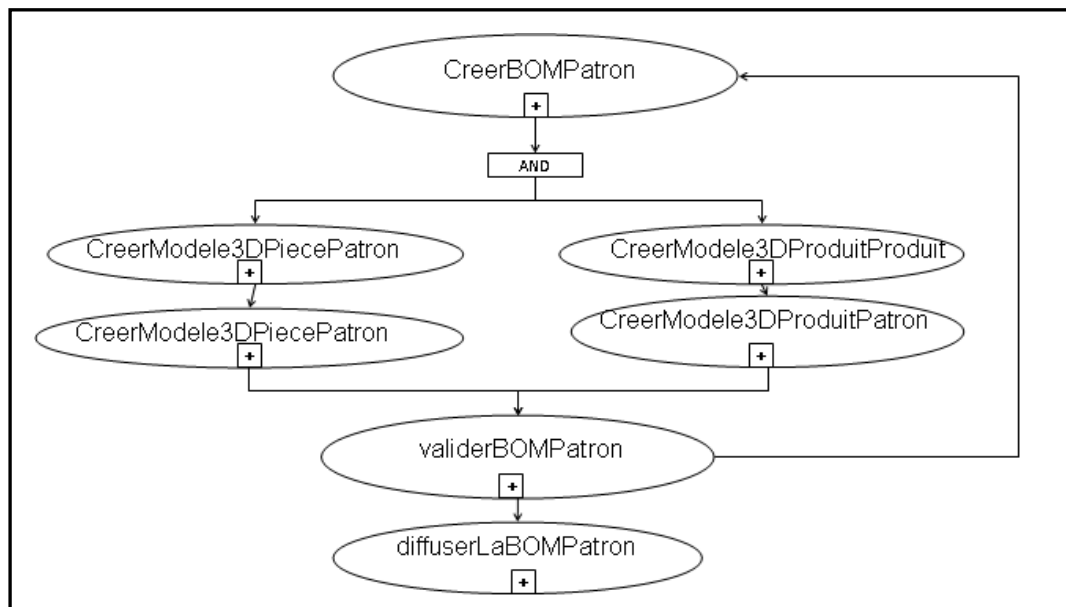 CreerBOMPatron
+
AND
CreerModele3DPiecePatron
CreerModele3DProduitProduit
+
+
CreerModele3DPiecePatron
CreerModele3DProduitPatron
+
+
validerBOMPatron
+
diffuserLaBOMPatron
+